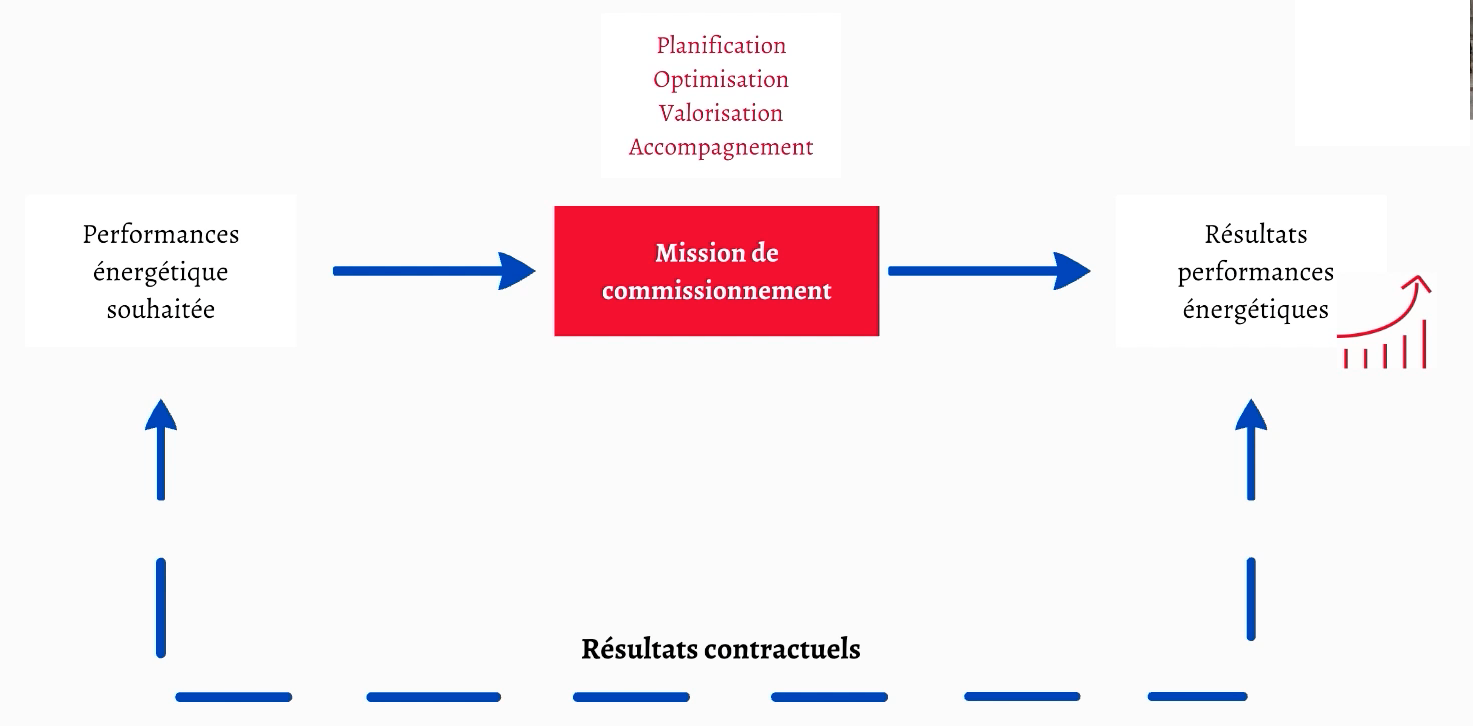 Planification
Optimisation
Valorisation
Accompagnement
Performances
énergétique
souhaitée
Mission de
commissionnement
Résultats
performances
énergétiques
Résultats contractuels